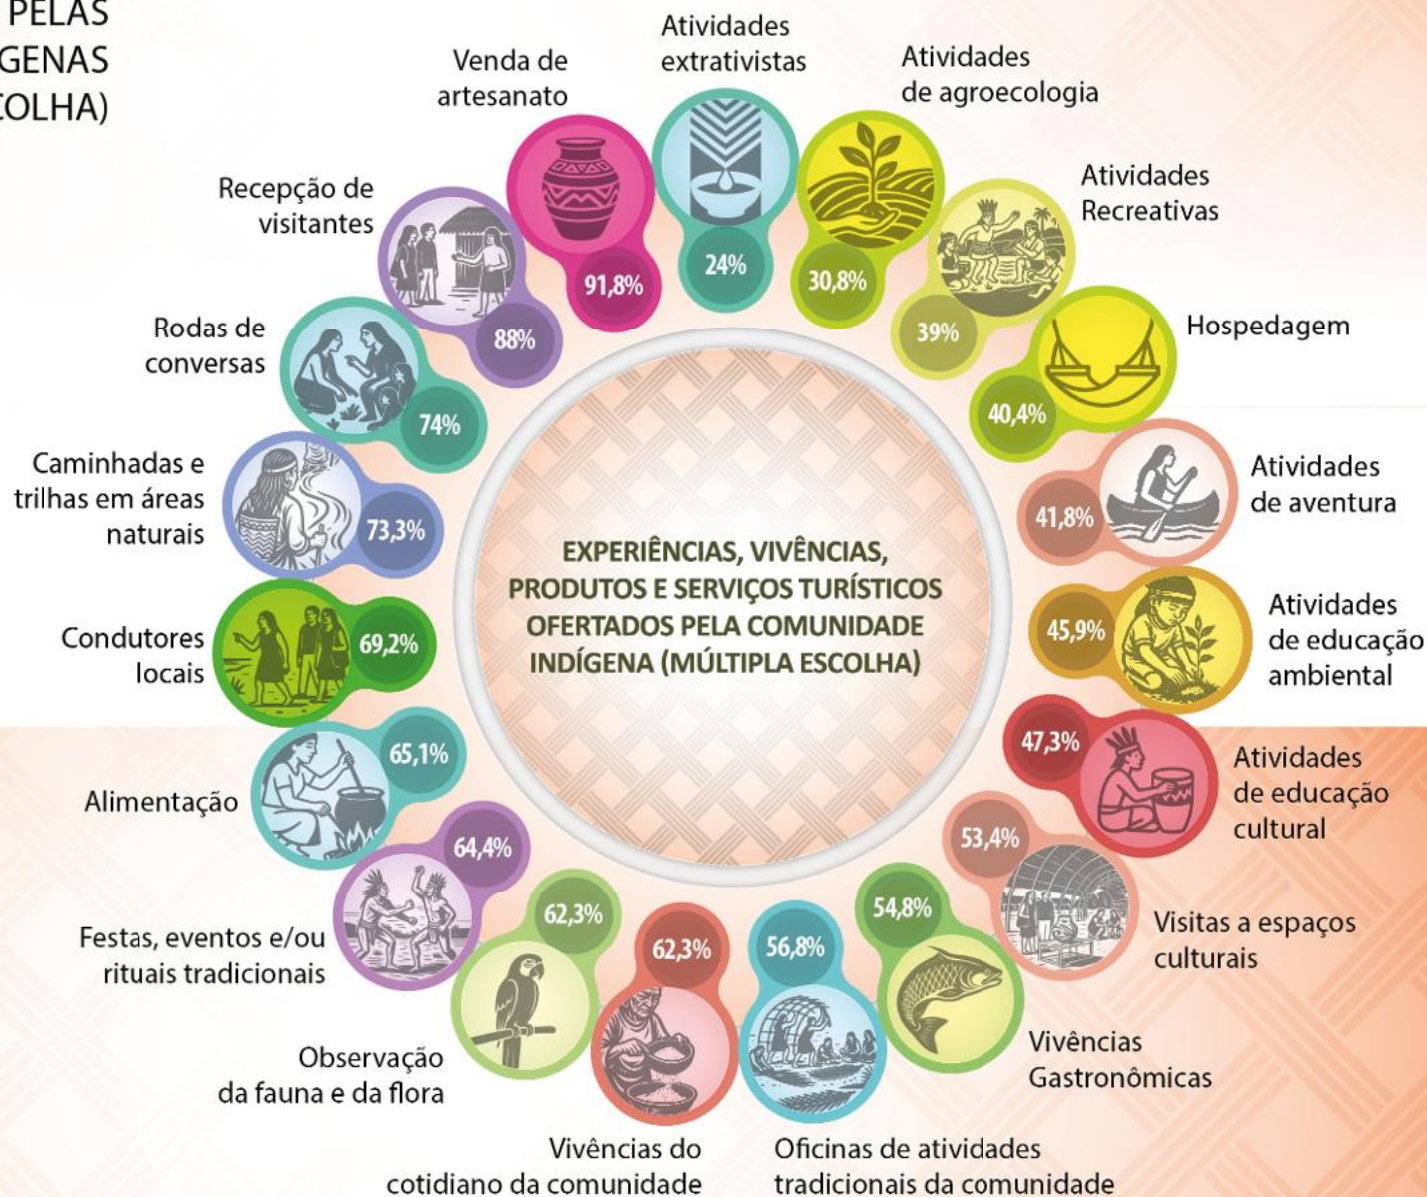 PELAS
GENAS
COLHA)
Atividades
extrativistas
24%
Atividades
de agroecologia
30,8%
Atividades
Recreativas
39%
Hospedagem
40,4%
Atividades
de aventura
41,8%
Atividades
de educação
ambiental
45,9%
Atividades
de educação
cultural
47,3%
Visitas a espaços
culturais
53,4%
Vivências
Gastronômicas
54,8%
Oficinas de atividades
tradicionais da comunidade
56,8%
Vivências do
cotidiano da comunidade
62,3%
Observação
da fauna e da flora
62,3%
Festas, eventos e/ou
rituais tradicionais
64,4%
Alimentação
65,1%
Condutores
locais
69,2%
Caminhadas e
trilhas em áreas
naturais
73,3%
Rodas de
conversas
74%
Recepção de
visitantes
88%
Venda de
artesanato
91,8%
EXPERIÊNCIAS, VIVÊNCIAS,
PRODUTOS E SERVIÇOS TURÍSTICOS
OFERTADOS PELA COMUNIDADE
INDÍGENA (MÚLTIPLA ESCOLHA)